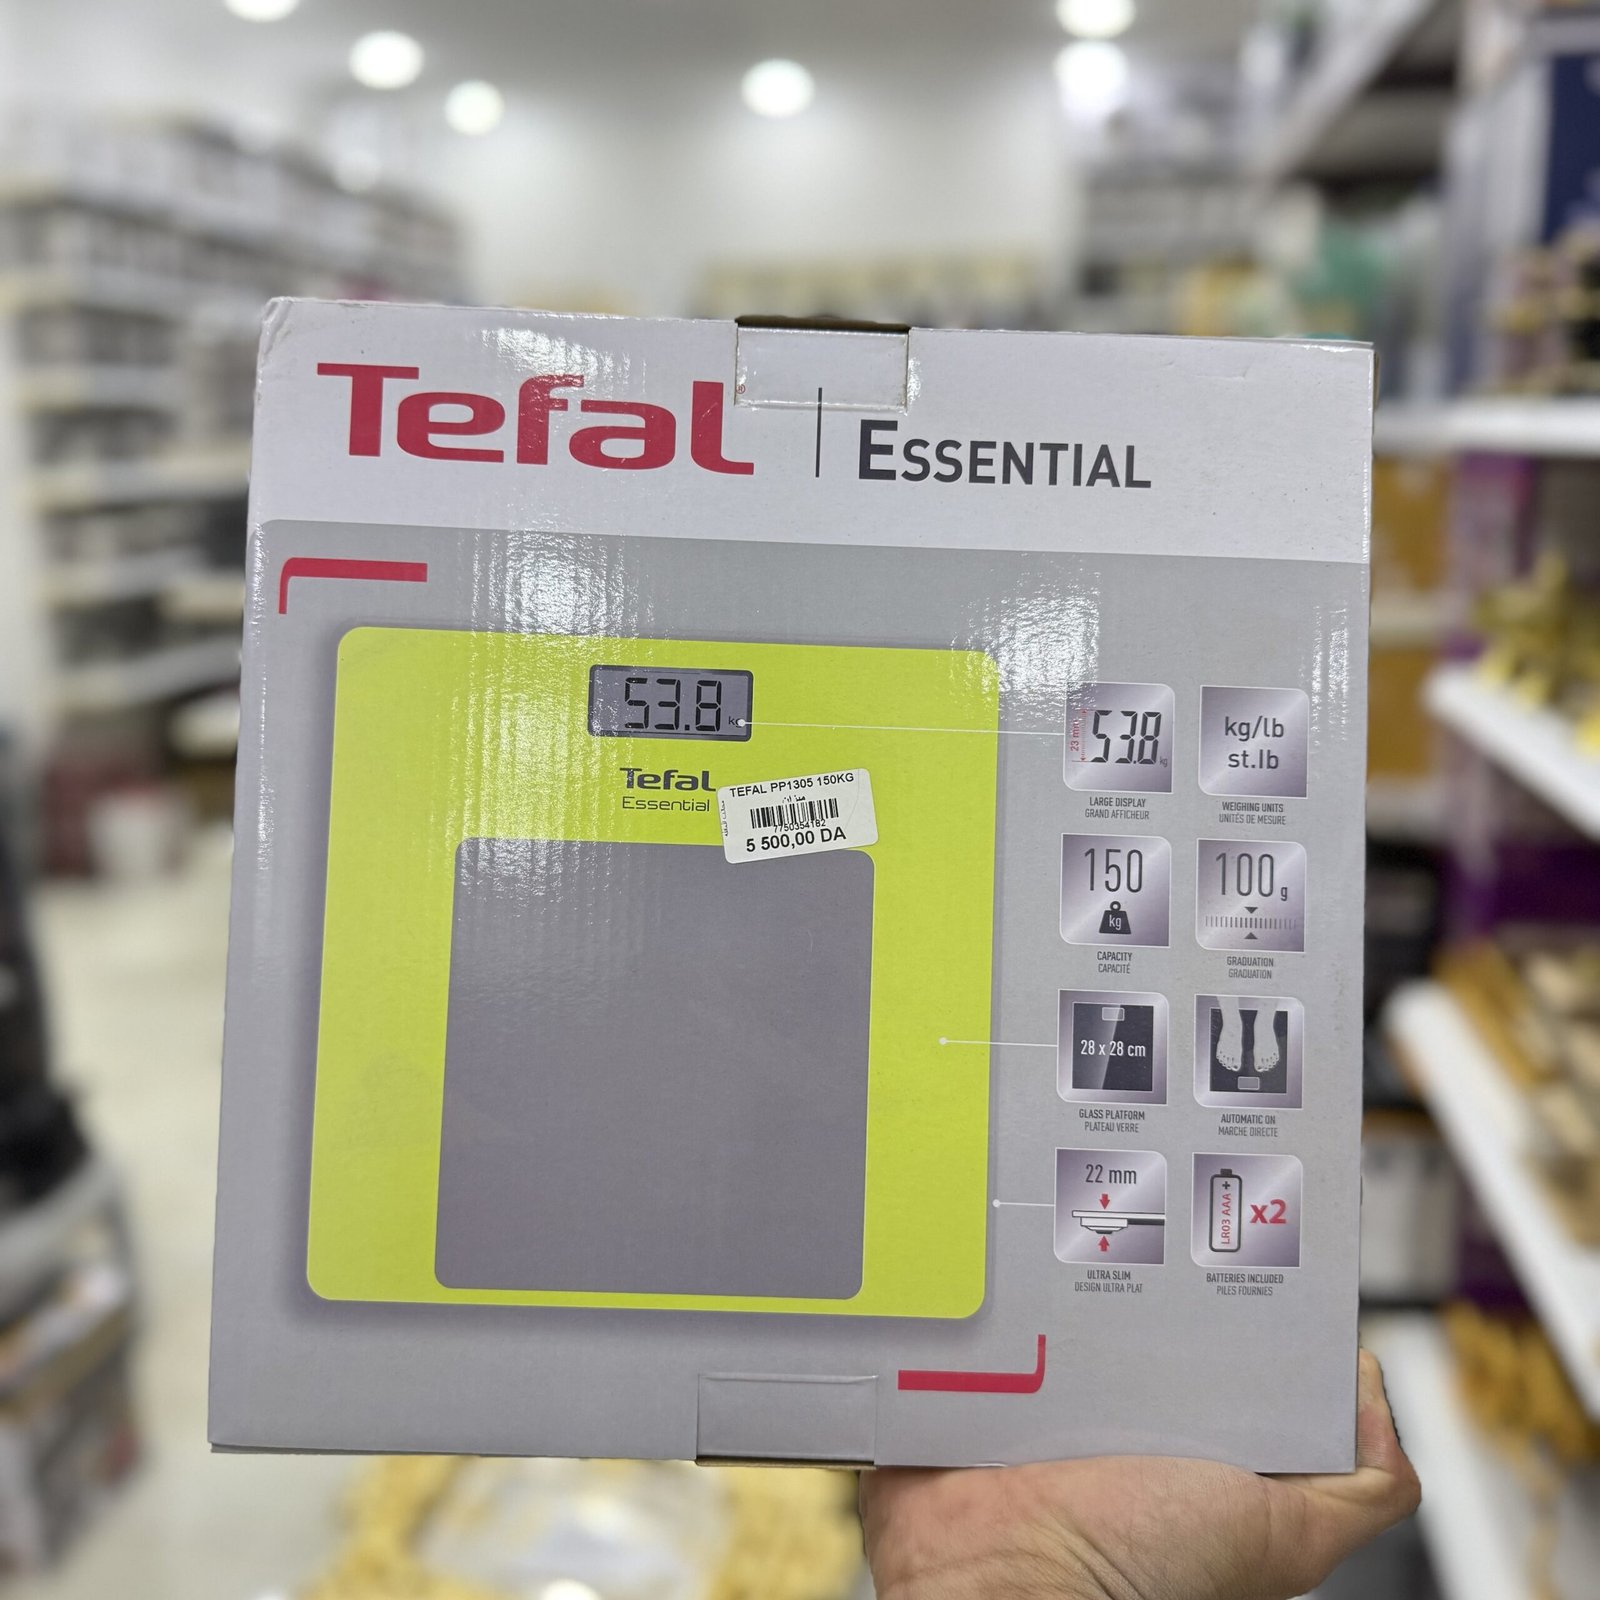 Tefal®
ESSENTIAL
53.8 kg
Tefal
Essential
TEFAL PP1305 150KG
ميزان
7750354182
5 500,00 DA
23 mm
53.8 kg
LARGE DISPLAY
GRAND AFFICHEUR
kg/lb
st.lb
WEIGHING UNITS
UNITÉS DE MESURE
150
kg
CAPACITY
CAPACITÉ
100 g
GRADUATION
GRADUATION
28 x 28 cm
GLASS PLATFORM
PLATEAU VERRE
AUTOMATIC ON
MARCHE DIRECTE
22 mm
ULTRA SLIM
DESIGN ULTRA PLAT
LR03 AAA +
x2
BATTERIES INCLUDED
PILES FOURNIES